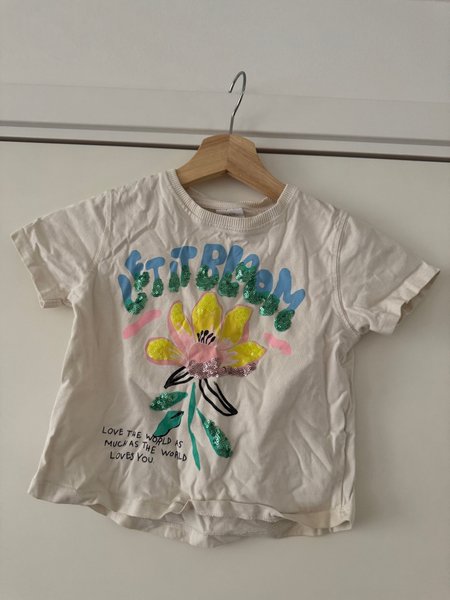 LET IT BLOOM
LOVE THE WORLD AS
MUCH AS THE WORLD
LOVES YOU.